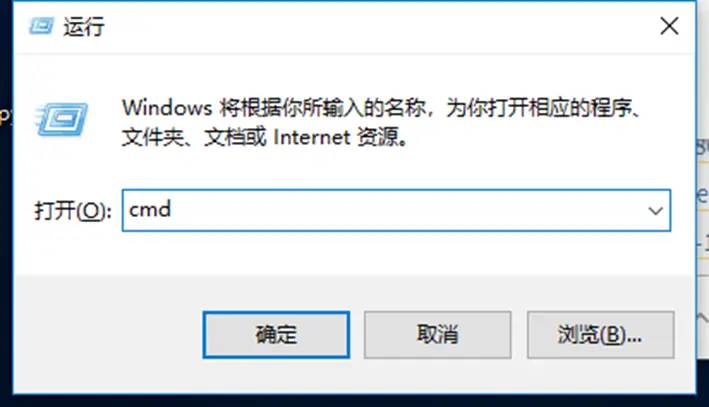 运行
Windows 将根据你所输入的名称，为你打开相应的程序、
文件夹、文档或 Internet 资源。
打开(O): cmd
确定 取消 浏览(B)...